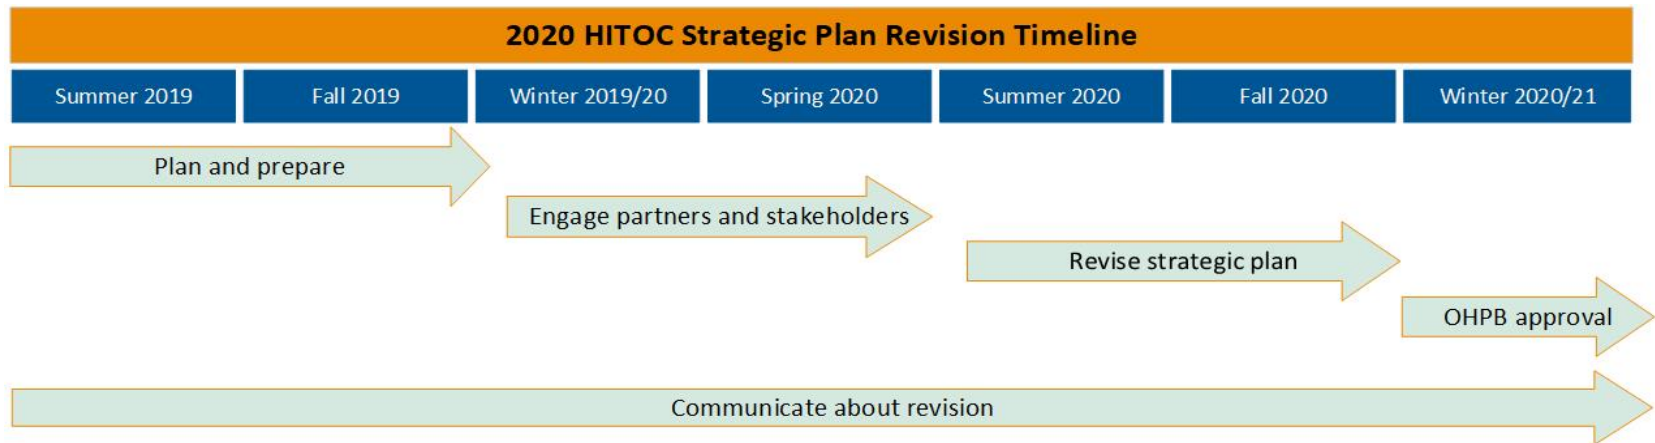 2020 HITOC Strategic Plan Revision Timeline
Summer 2019
Fall 2019
Winter 2019/20
Spring 2020
Summer 2020
Fall 2020
Winter 2020/21
Plan and prepare
Engage partners and stakeholders
Revise strategic plan
OHPB approval
Communicate about revision